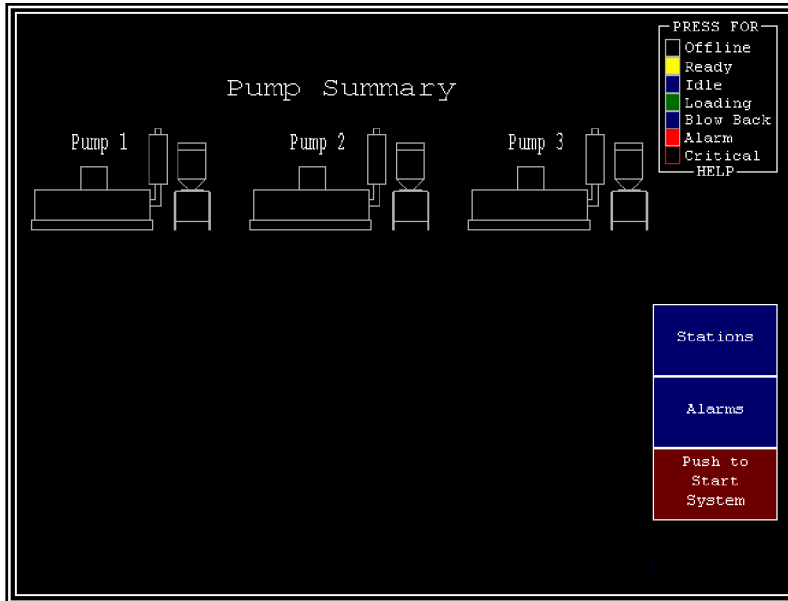 PRESS FOR
Offline
Ready
Idle
Loading
Blow Back
Alarm
Critical
HELP
Pump Summary
Pump 1
Pump 2
Pump 3
Stations
Alarms
Push to
Start
System